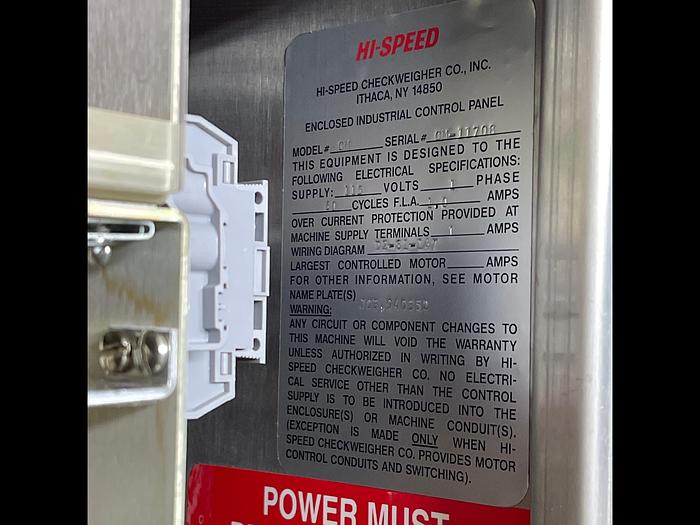 HI-SPEED
HI-SPEED CHECKWEIGHER CO., INC.
ITHACA, NY 14850
ENCLOSED INDUSTRIAL CONTROL PANEL
MODEL# CM SERIAL# CM-11708
THIS EQUIPMENT IS DESIGNED TO THE
FOLLOWING ELECTRICAL SPECIFICATIONS:
SUPPLY: 115 VOLTS 1 PHASE
60 CYCLES F.L.A. AMPS
OVER CURRENT PROTECTION PROVIDED AT
MACHINE SUPPLY TERMINALS AMPS
WIRING DIAGRAM
LARGEST CONTROLLED MOTOR AMPS
FOR OTHER INFORMATION, SEE MOTOR
NAME PLATE(S)
WARNING:
ANY CIRCUIT OR COMPONENT CHANGES TO
THIS MACHINE WILL VOID THE WARRANTY
UNLESS AUTHORIZED IN WRITING BY HI-
SPEED CHECKWEIGHER CO. NO ELECTRI-
CAL SERVICE OTHER THAN THE CONTROL
SUPPLY IS TO BE INTRODUCED INTO THE
ENCLOSURE(S) OR MACHINE CONDUIT(S).
(EXCEPTION IS MADE ONLY WHEN HI-
SPEED CHECKWEIGHER CO. PROVIDES MOTOR
CONTROL CONDUITS AND SWITCHING).
POWER MUST